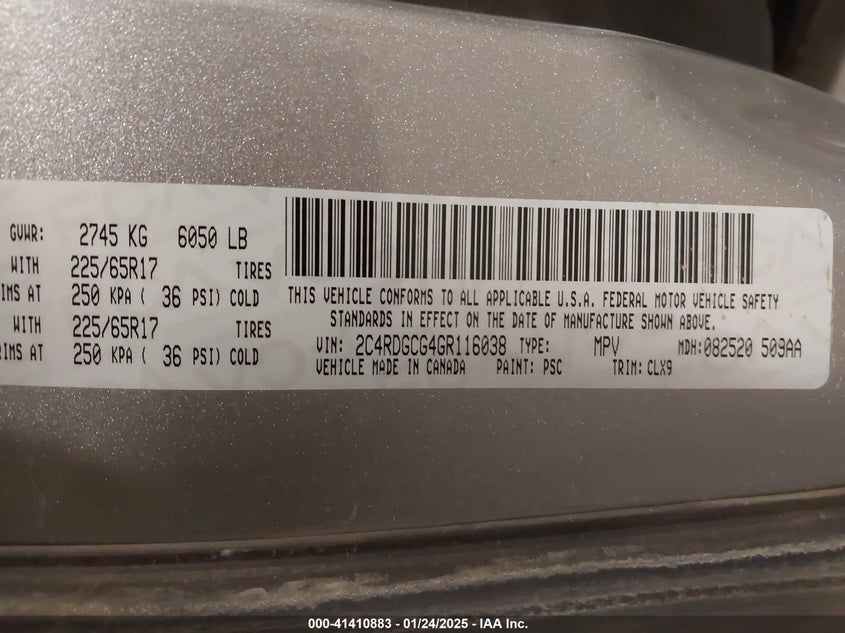 GVWR: 2745 KG 6050 LB
WITH 225/65R17 TIRES
IMS AT 250 KPA ( 36 PSI) COLD
WITH 225/65R17 TIRES
RIMS AT 250 KPA ( 36 PSI) COLD
THIS VEHICLE CONFORMS TO ALL APPLICABLE U.S.A. FEDERAL MOTOR VEHICLE SAFETY
STANDARDS IN EFFECT ON THE DATE OF MANUFACTURE SHOWN ABOVE.
VIN: 2C4RDGCG4GR116038 TYPE: MPV MDH:082520 509AA
VEHICLE MADE IN CANADA PAINT: PSC TRIM: CLX9
000-41410883 - 01/24/2025 - IAA Inc.